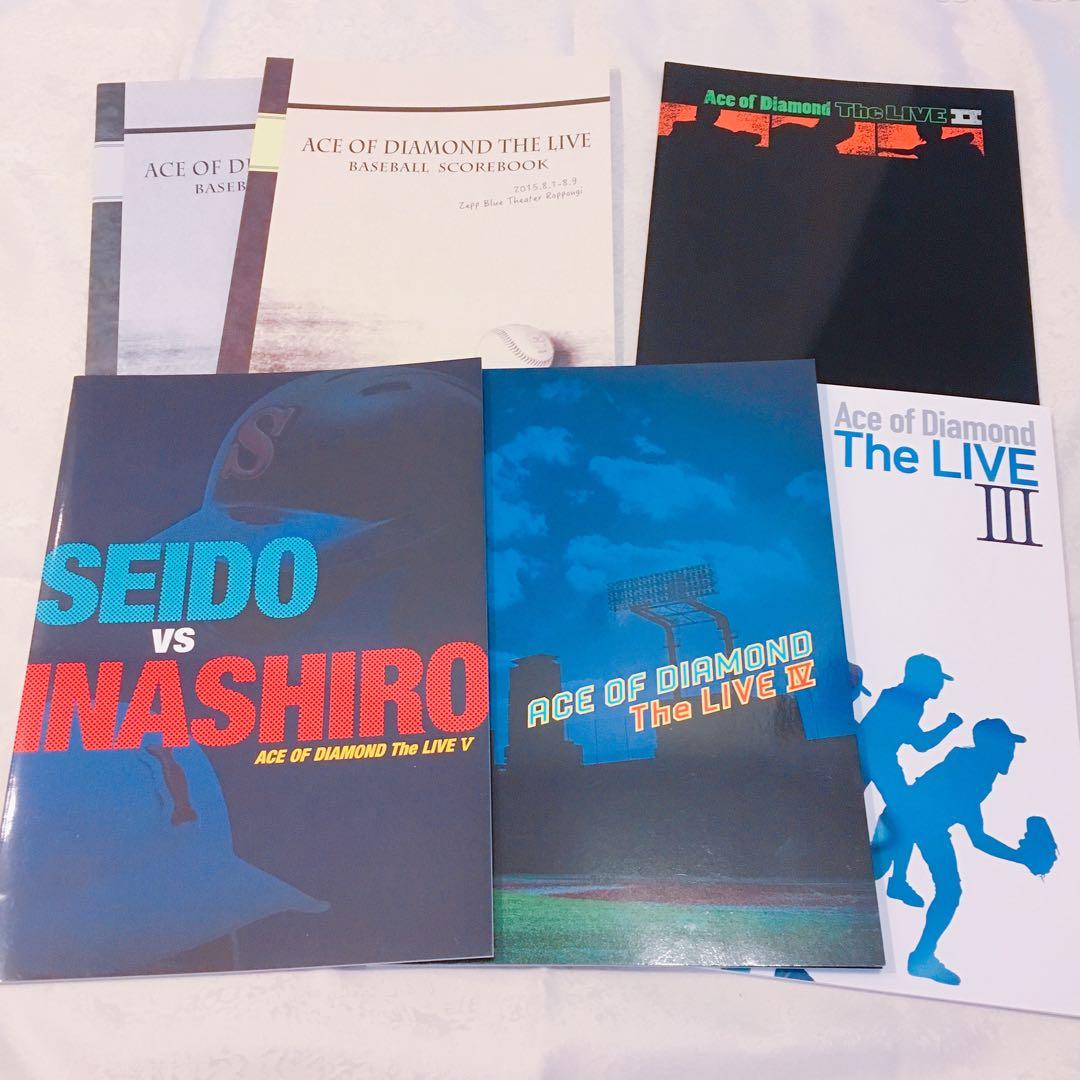 ACE OF DI
BASEB
ACE OF DIAMOND THE LIVE
BASEBALL SCOREBOOK
2015.8.1-8.9
Zepp Blue Theater Roppongi
Ace of Diamond The LIVE II
S
SEIDO
VS
INASHIRO
ACE OF DIAMOND The LIVE V
ACE OF DIAMOND
The LIVE IV
Ace of Diamond
The LIVE
III